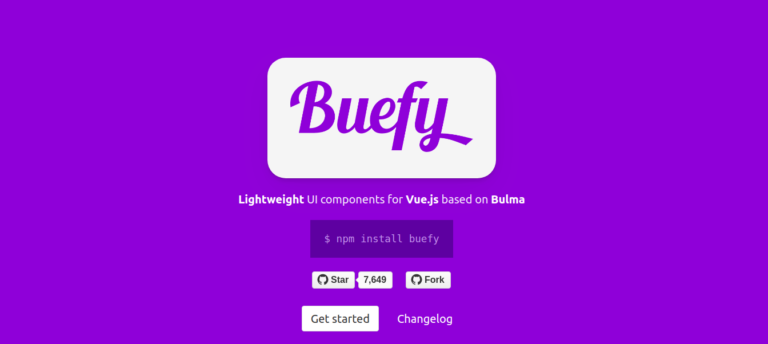 Buefy
Lightweight UI components for Vue.js based on Bulma
$ npm install buefy
Star 7,649 Fork
Get started Changelog